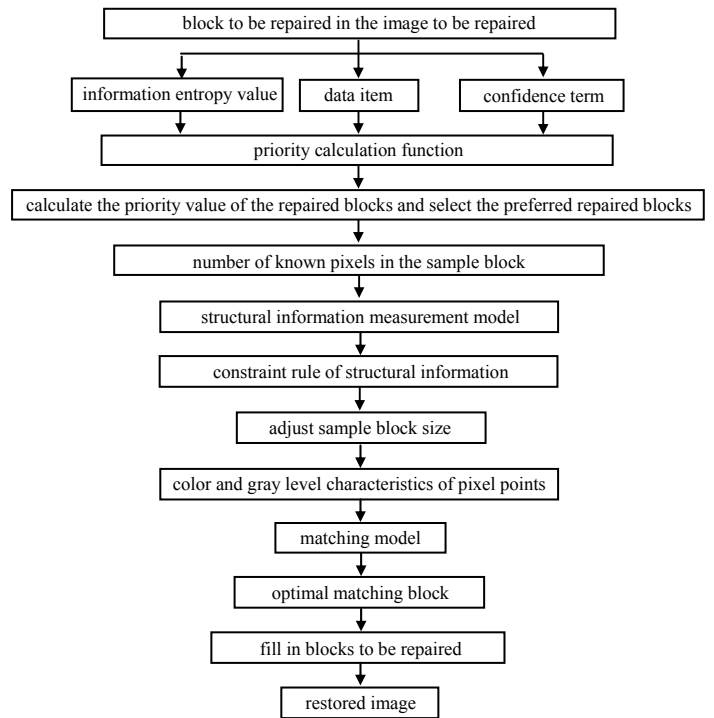 block to be repaired in the image to be repaired
information entropy value
data item
confidence term
priority calculation function
calculate the priority value of the repaired blocks and select the preferred repaired blocks
number of known pixels in the sample block
structural information measurement model
constraint rule of structural information
adjust sample block size
color and gray level characteristics of pixel points
matching model
optimal matching block
fill in blocks to be repaired
restored image